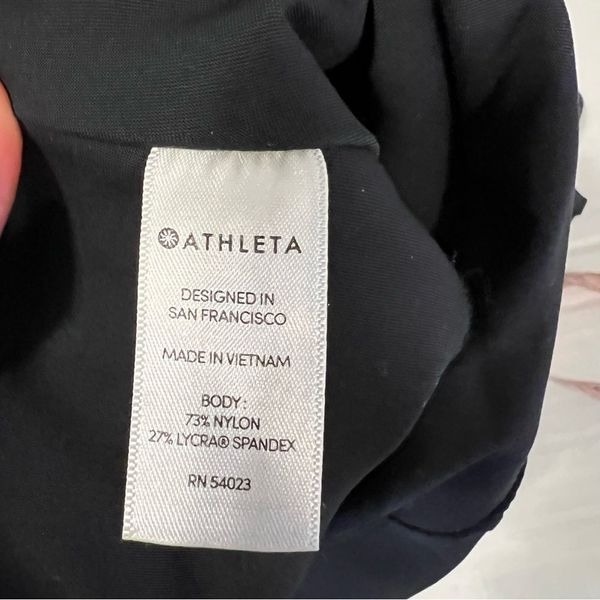 ATHLETA
DESIGNED IN
SAN FRANCISCO
MADE IN VIETNAM
BODY:
73% NYLON
27% LYCRA® SPANDEX
RN 54023